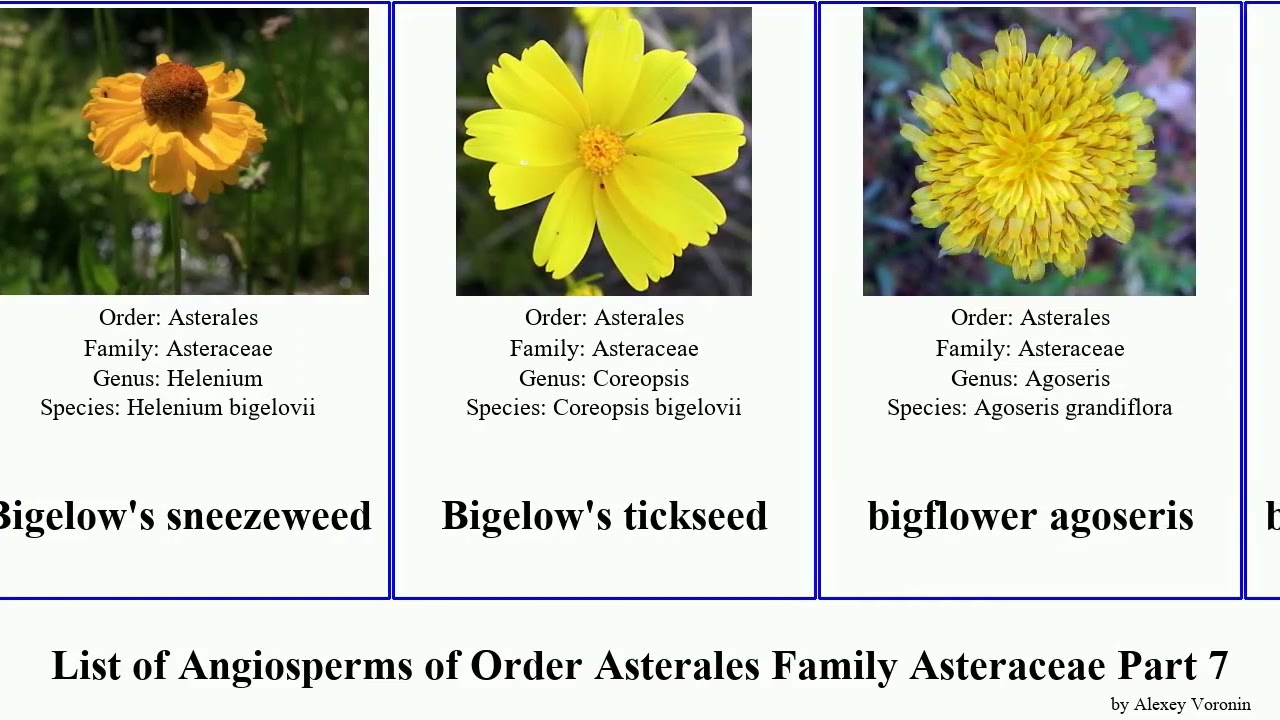 Order: Asterales
Family: Asteraceae
Genus: Helenium
Species: Helenium bigelovii
Bigelow's sneezeweed
Order: Asterales
Family: Asteraceae
Genus: Coreopsis
Species: Coreopsis bigelovii
Bigelow's tickseed
Order: Asterales
Family: Asteraceae
Genus: Agoseris
Species: Agoseris grandiflora
bigflower agoseris
List of Angiosperms of Order Asterales Family Asteraceae Part 7
by Alexey Voronin